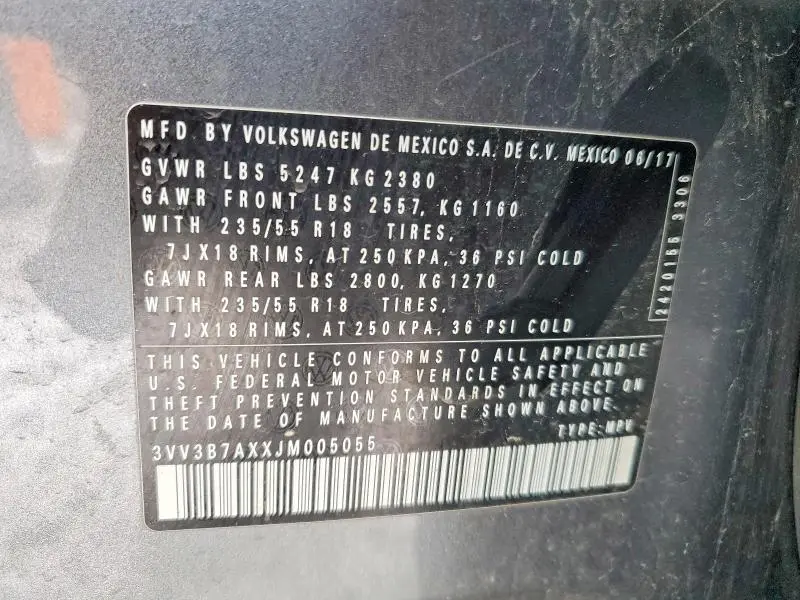 MFD. BY VOLKSWAGEN DE MEXICO S.A. DE C.V. MEXICO 06/17
GVWR LBS 5247 KG 2380
GAWR FRONT LBS 2557, KG 1160
WITH 235/55 R18 TIRES,
7JX18 RIMS, AT 250 KPA, 36 PSI COLD
GAWR REAR LBS 2800, KG 1270
WITH 235/55 R18 TIRES,
7JX18 RIMS, AT 250 KPA, 36 PSI COLD
2420155 3306
THIS VEHICLE CONFORMS TO ALL APPLICABLE
U.S. FEDERAL MOTOR VEHICLE SAFETY AND
THEFT PREVENTION STANDARDS IN EFFECT ON
THE DATE OF MANUFACTURE SHOWN ABOVE.
TYPE: MPV
3VV3B7AXXJM005055